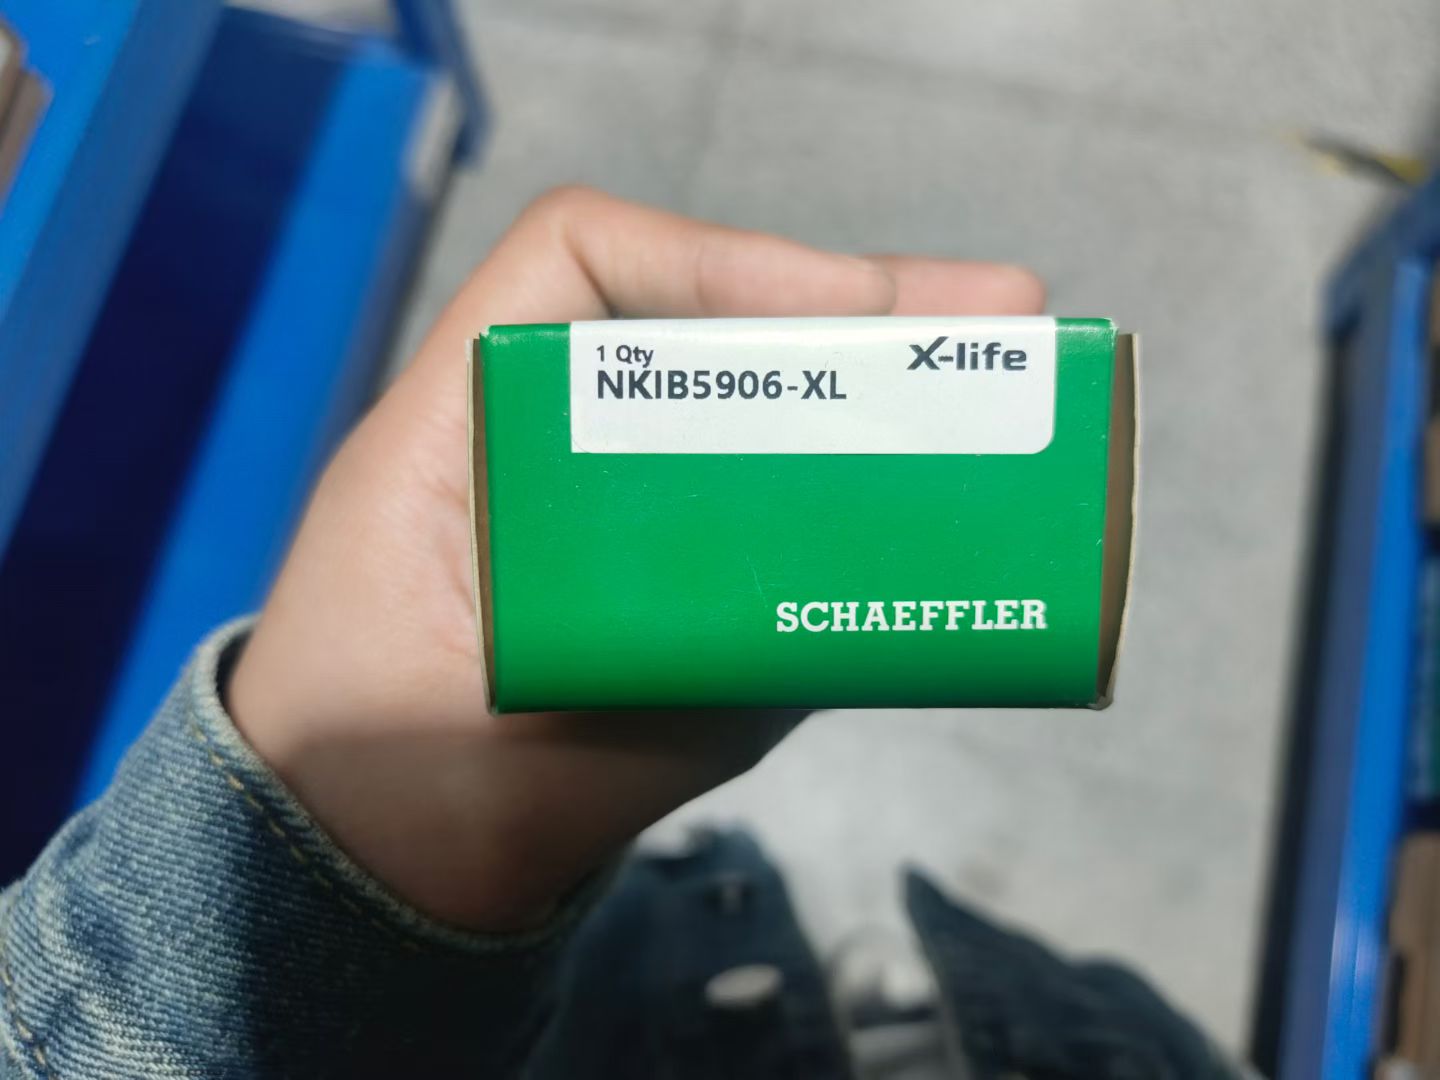 1 Qty
X-life
NKIB5906-XL
SCHAEFFLER